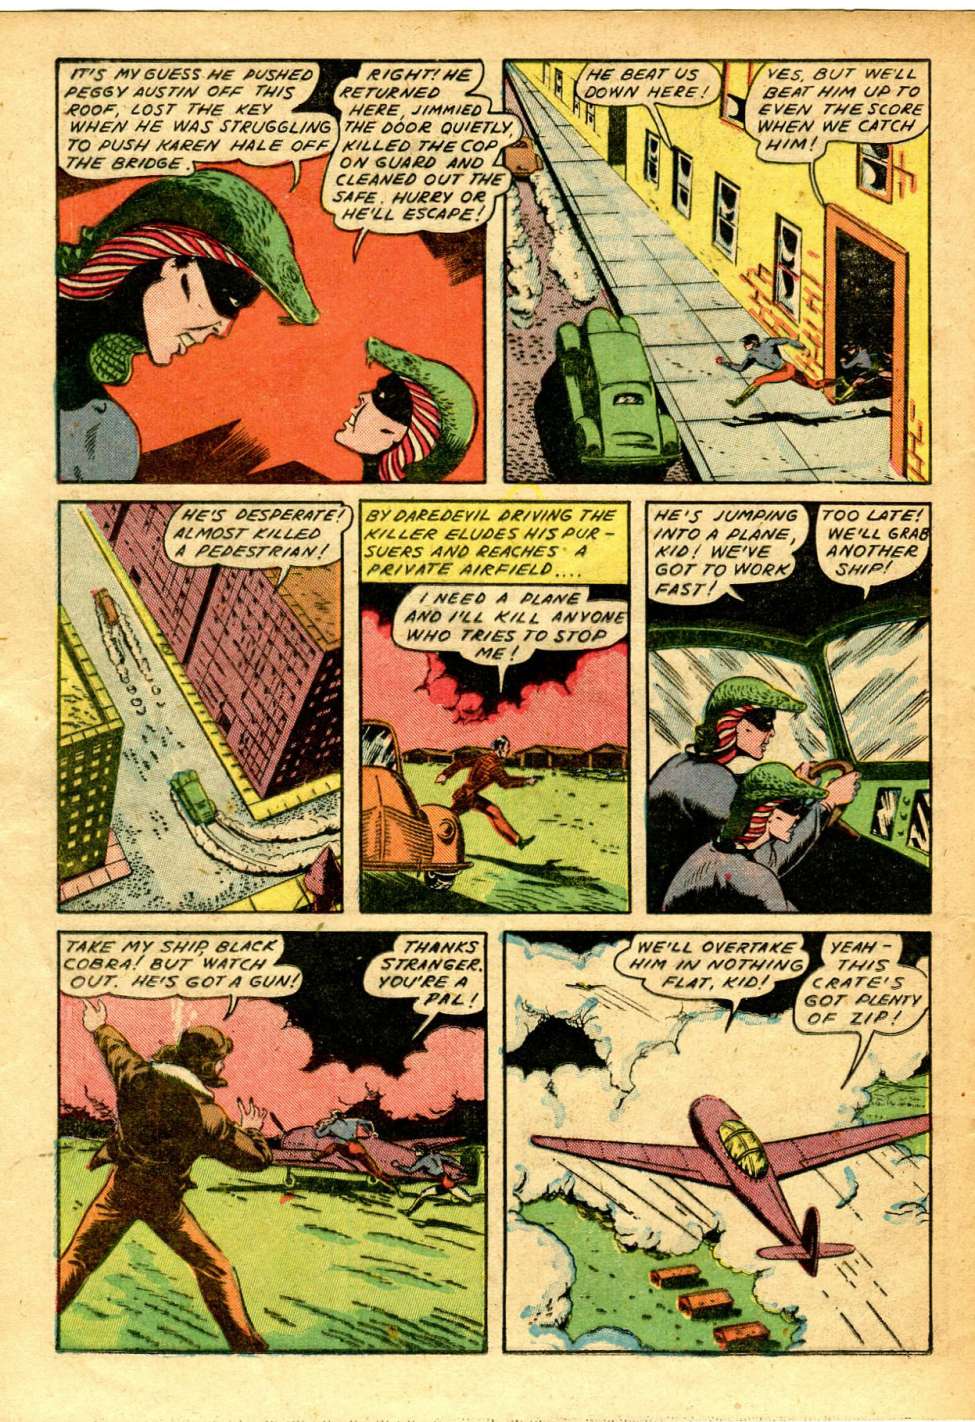 IT'S MY GUESS HE PUSHED
PEGGY AUSTIN OFF THIS
ROOF, LOST THE KEY
WHEN HE WAS STRUGGLING
TO PUSH KAREN HALE OFF
THE BRIDGE.
RIGHT! HE
RETURNED
HERE, JIMMIED
THE DOOR QUIETLY,
KILLED THE COP
ON GUARD AND
CLEANED OUT THE
SAFE. HURRY OR
HE'LL ESCAPE!
HE BEAT US
DOWN HERE!
YES, BUT WE'LL
BEAT HIM UP TO
EVEN THE SCORE
WHEN WE CATCH
HIM!
HE'S DESPERATE!
ALMOST KILLED
A PEDESTRIAN!
BY DAREDEVIL DRIVING THE
KILLER ELUDES HIS PUR-
SUERS AND REACHES A
PRIVATE AIRFIELD....
I NEED A PLANE
AND I'LL KILL ANYONE
WHO TRIES TO STOP
ME!
HE'S JUMPING
INTO A PLANE,
KID! WE'VE
GOT TO WORK
FAST!
TOO LATE!
WE'LL GRAB
ANOTHER
SHIP!
TAKE MY SHIP, BLACK
COBRA! BUT WATCH
OUT. HE'S GOT A GUN!
THANKS
STRANGER.
YOU'RE A
PAL!
WE'LL OVERTAKE
HIM IN NOTHING
FLAT, KID!
YEAH-
THIS
CRATE'S
GOT PLENTY
OF ZIP!